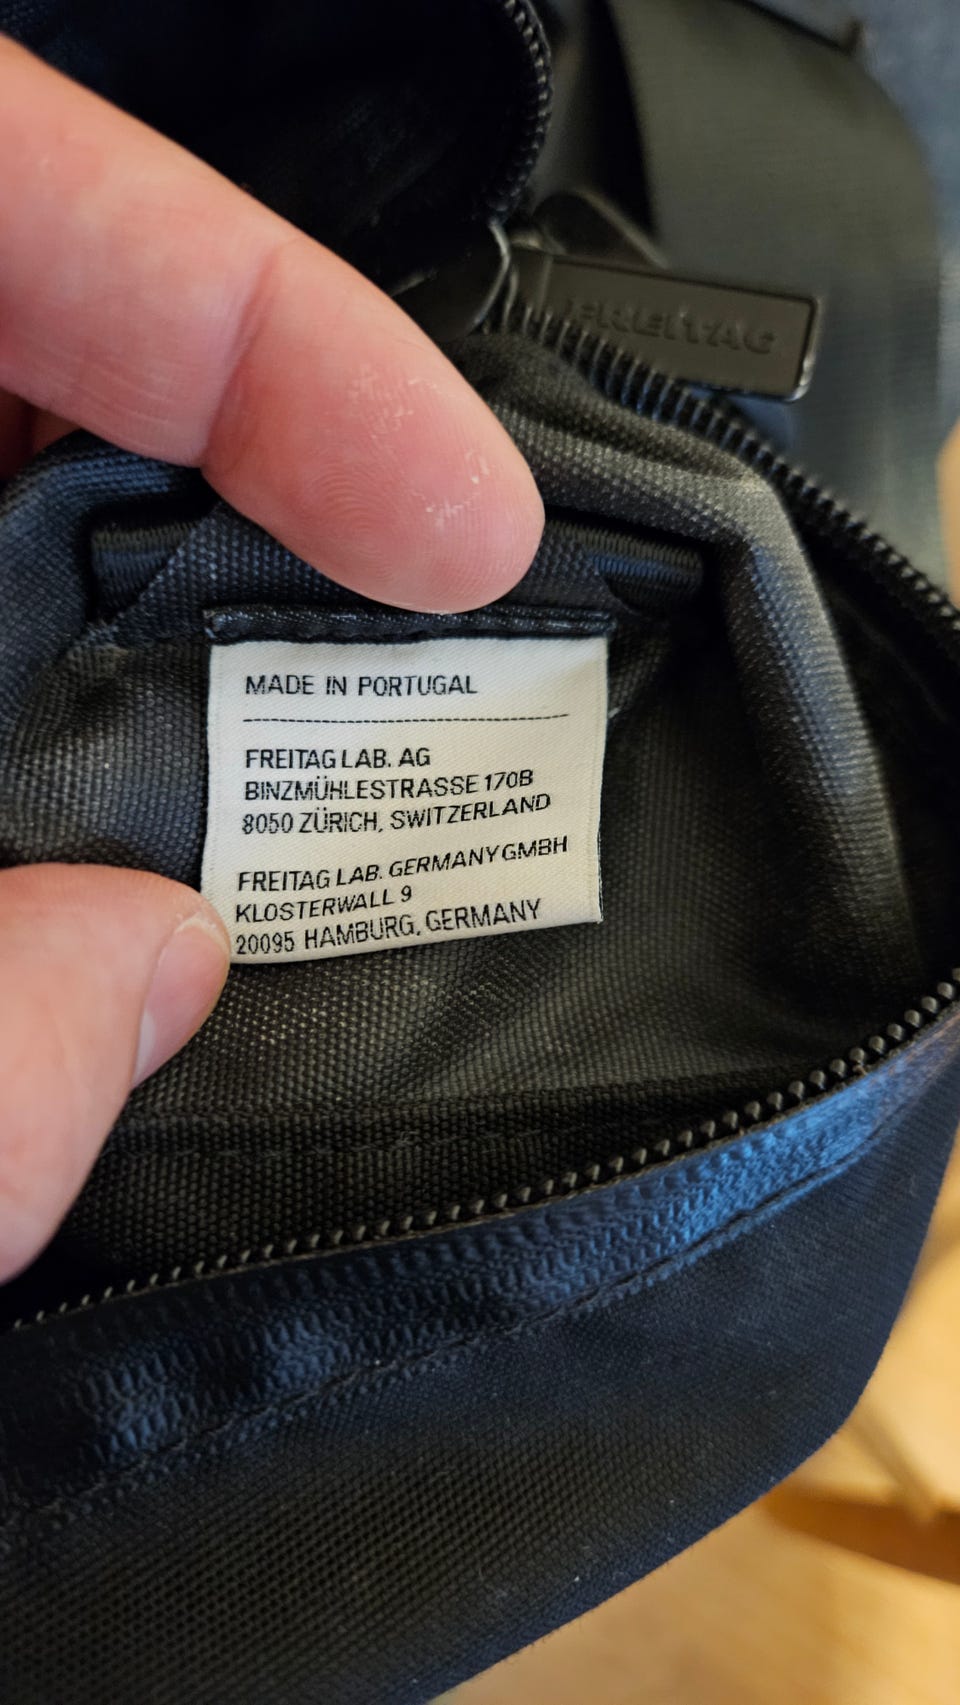 FREITAG
MADE IN PORTUGAL
FREITAG LAB. AG
BINZMÜHLESTRASSE 170B
8050 ZÜRICH, SWITZERLAND
FREITAG LAB. GERMANY GMBH
KLOSTERWALL 9
20095 HAMBURG, GERMANY